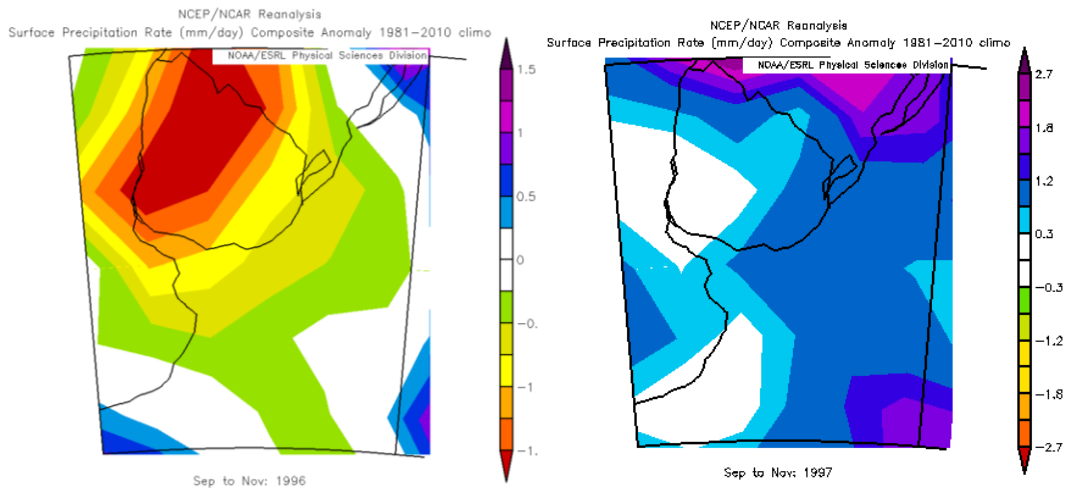 NCEP/NCAR Reanalysis
Surface Precipitation Rate (mm/day) Composite Anomaly 1981-2010 climo
NOAA/ESRL Physical Sciences Division
1.5
1
0.5
0
-0.
-1
-1.
Sep to Nov: 1996
NCEP/NCAR Reanalysis
Surface Precipitation Rate (mm/day) Composite Anomaly 1981-2010 climo
NOAA/ESRL Physical Sciences Division
2.7
1.8
1.2
0.3
-0.3
-1.2
-1.8
-2.7
Sep to Nov: 1997